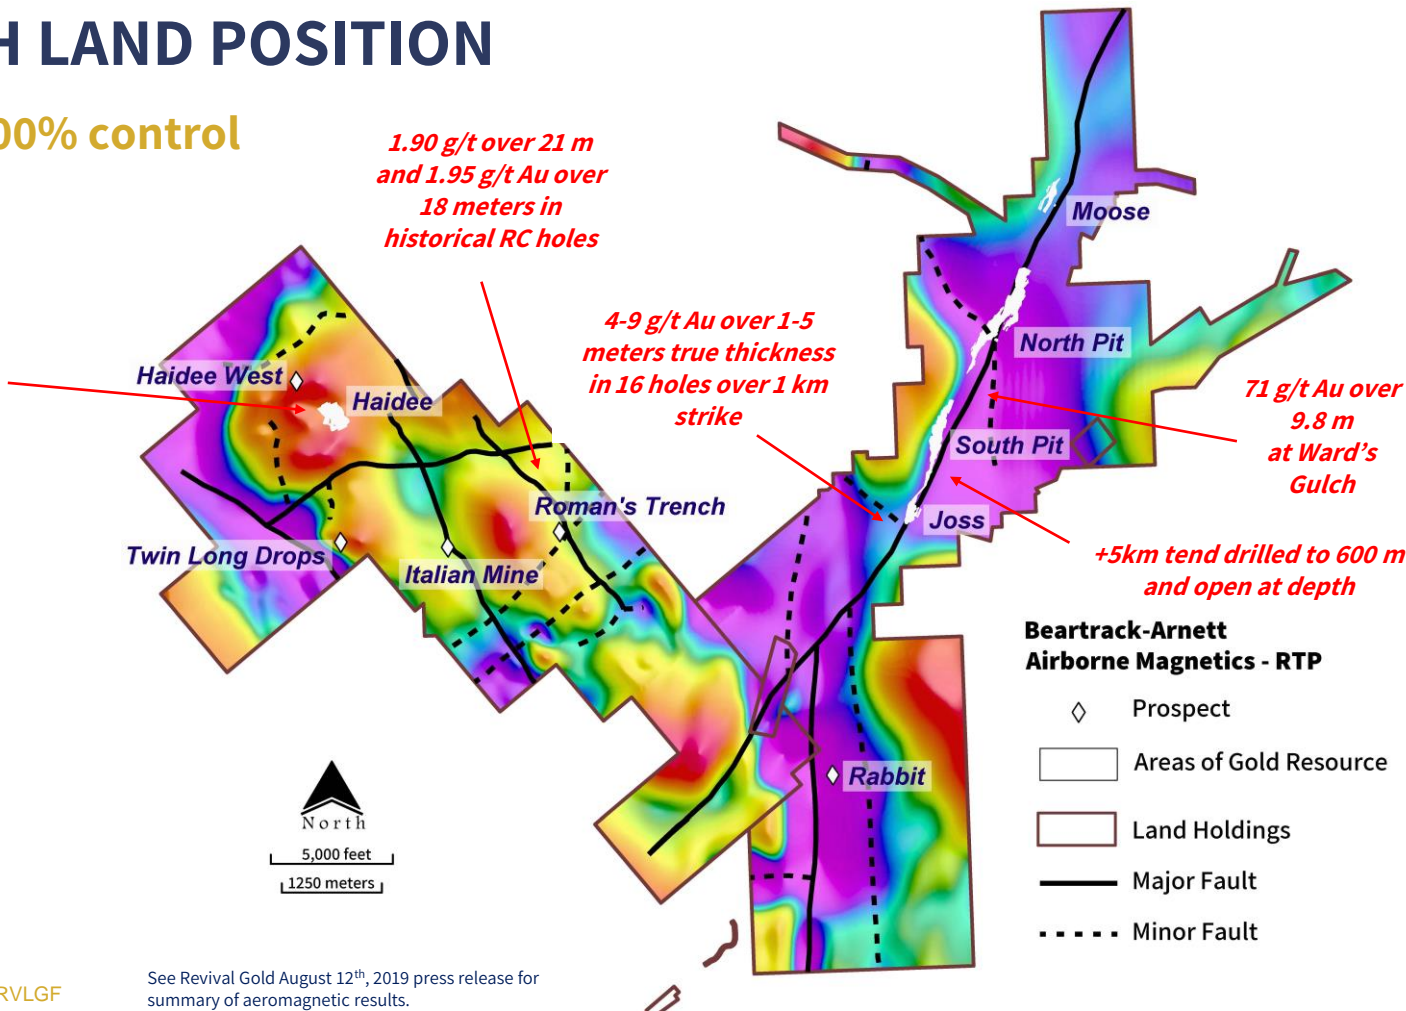 H LAND POSITION
00% control
1.90 g/t over 21 m
and 1.95 g/t Au over
18 meters in
historical RC holes
4-9 g/t Au over 1-5
meters true thickness
in 16 holes over 1 km
strike
71 g/t Au over
9.8 m
at Ward's
Gulch
+5km tend drilled to 600 m
and open at depth
Moose
North Pit
South Pit
Joss
Haidee West
Haidee
Roman's Trench
Twin Long Drops
Italian Mine
Rabbit
Beartrack-Arnett
Airborne Magnetics - RTP
Prospect
Areas of Gold Resource
Land Holdings
Major Fault
Minor Fault
North
5,000 feet
1250 meters
See Revival Gold August 12th, 2019 press release for
summary of aeromagnetic results.
RVLGF